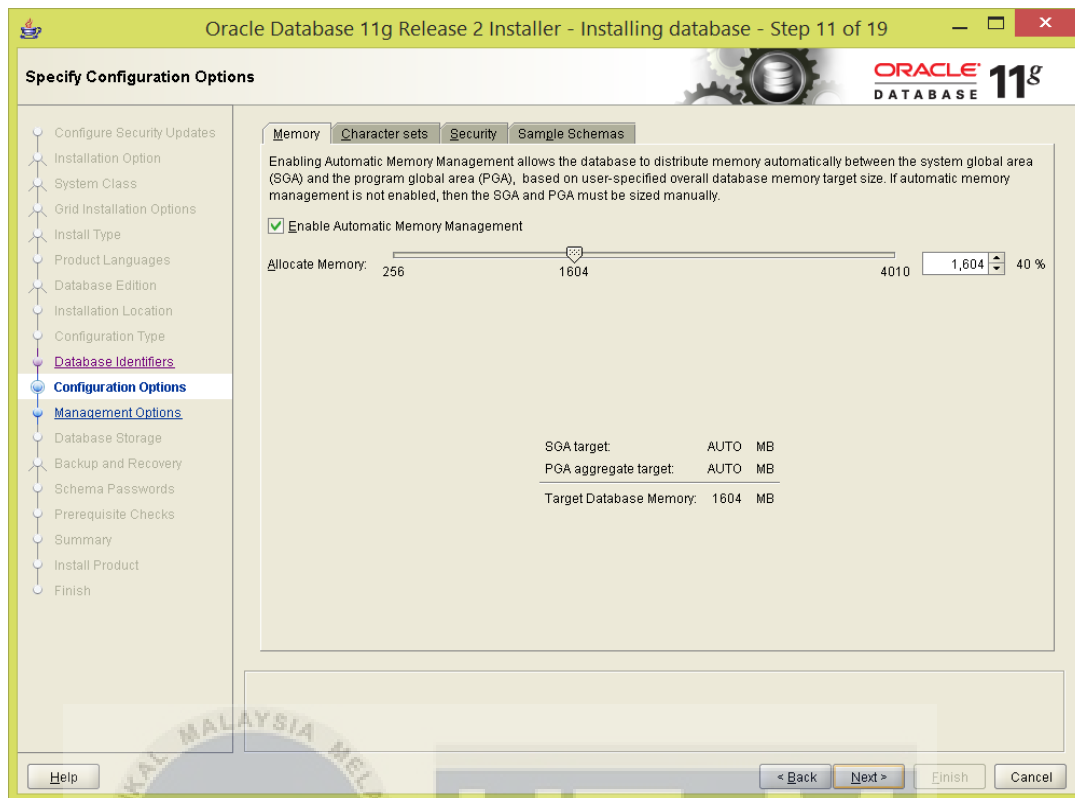 Oracle Database 11g Release 2 Installer - Installing database - Step 11 of 19
Specify Configuration Options
ORACLE
DATABASE
11g
Configure Security Updates
Installation Option
System Class
Grid Installation Options
Install Type
Product Languages
Database Edition
Installation Location
Configuration Type
Database Identifiers
Configuration Options
Management Options
Database Storage
Backup and Recovery
Schema Passwords
Prerequisite Checks
Summary
Install Product
Finish
Memory Character sets Security Sample Schemas
Enabling Automatic Memory Management allows the database to distribute memory automatically between the system global area
(SGA) and the program global area (PGA), based on user-specified overall database memory target size. If automatic memory
management is not enabled, then the SGA and PGA must be sized manually.
Enable Automatic Memory Management
Allocate Memory: 256 1604 4010 1,604 40 %
SGA target: AUTO MB
PGA aggregate target: AUTO MB
Target Database Memory: 1604 MB
MALAYSIA
Help < Back Next > Finish Cancel